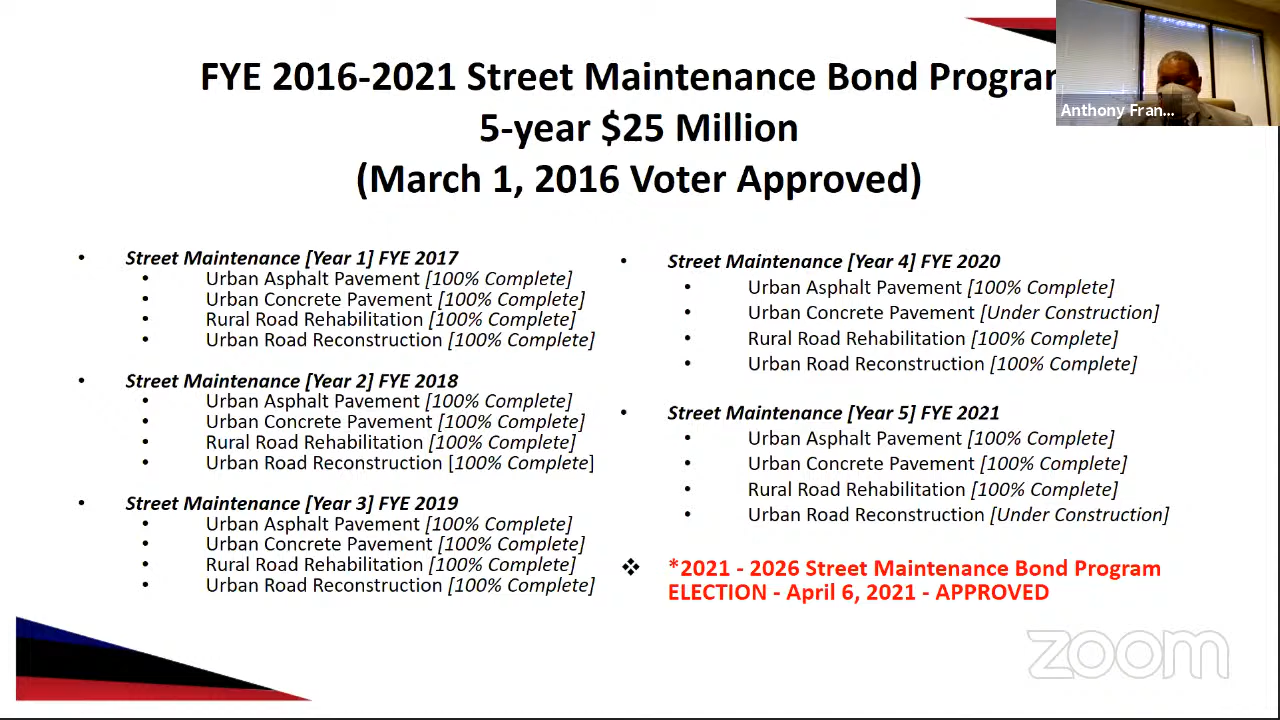 FYE 2016-2021 Street Maintenance Bond Program
5-year $25 Million
(March 1, 2016 Voter Approved)
Anthony Fran...
• Street Maintenance [Year 1] FYE 2017
• Urban Asphalt Pavement [100% Complete]
• Urban Concrete Pavement [100% Complete]
• Rural Road Rehabilitation [100% Complete]
• Urban Road Reconstruction [100% Complete]
• Street Maintenance [Year 2] FYE 2018
• Urban Asphalt Pavement [100% Complete]
• Urban Concrete Pavement [100% Complete]
• Rural Road Rehabilitation [100% Complete]
• Urban Road Reconstruction [100% Complete]
• Street Maintenance [Year 3] FYE 2019
• Urban Asphalt Pavement [100% Complete]
• Urban Concrete Pavement [100% Complete]
• Rural Road Rehabilitation [100% Complete]
• Urban Road Reconstruction [100% Complete]
• Street Maintenance [Year 4] FYE 2020
• Urban Asphalt Pavement [100% Complete]
• Urban Concrete Pavement [Under Construction]
• Rural Road Rehabilitation [100% Complete]
• Urban Road Reconstruction [100% Complete]
• Street Maintenance [Year 5] FYE 2021
• Urban Asphalt Pavement [100% Complete]
• Urban Concrete Pavement [100% Complete]
• Rural Road Rehabilitation [100% Complete]
• Urban Road Reconstruction [Under Construction]
❖ *2021 - 2026 Street Maintenance Bond Program
ELECTION - April 6, 2021 - APPROVED
zoom